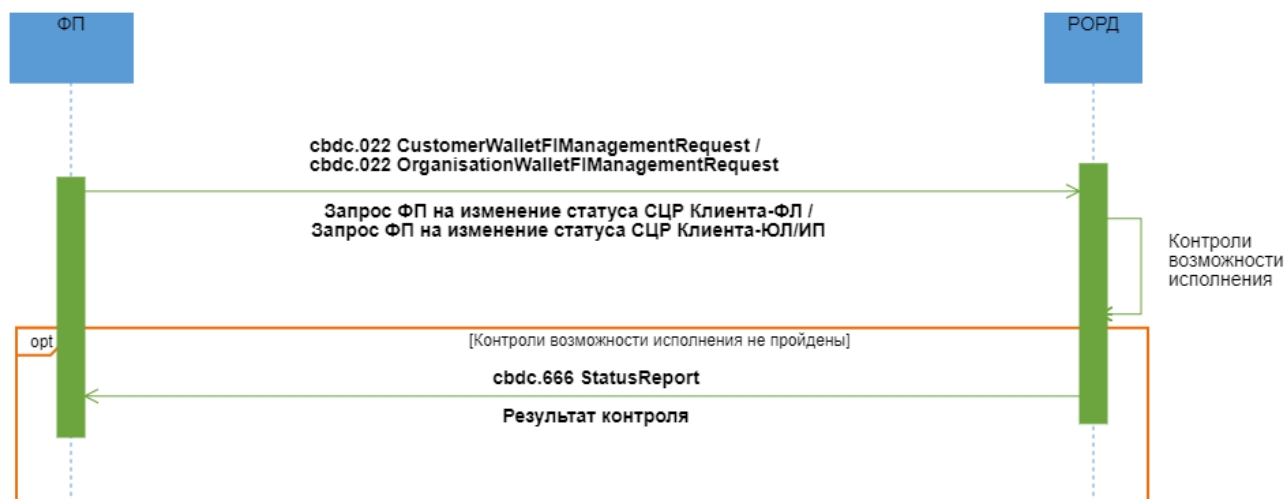 ФП
РОРД
cbdc.022 CustomerWalletFIManagementRequest /
cbdc.022 OrganisationWalletFIManagementRequest
Запрос ФП на изменение статуса СЦР Клиента-ФЛ /
Запрос ФП на изменение статуса СЦР Клиента-ЮЛ/ИП
Контроли
возможности
исполнения
opt
[Контроли возможности исполнения не пройдены]
cbdc.666 StatusReport
Результат контроля